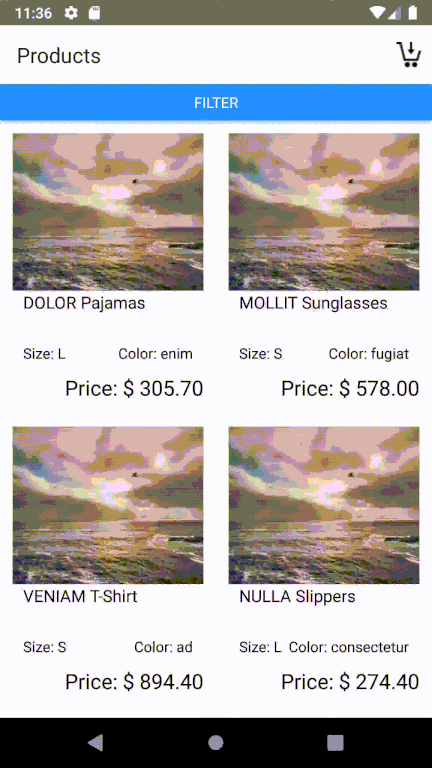 11:36
Products
FILTER
DOLOR Pajamas
MOLLIT Sunglasses
Size: L Color: enim
Size: S Color: fugiat
Price: $ 305.70
Price: $ 578.00
VENIAM T-Shirt
NULLA Slippers
Size: S Color: ad
Size: L Color: consectetur
Price: $ 894.40
Price: $ 274.40